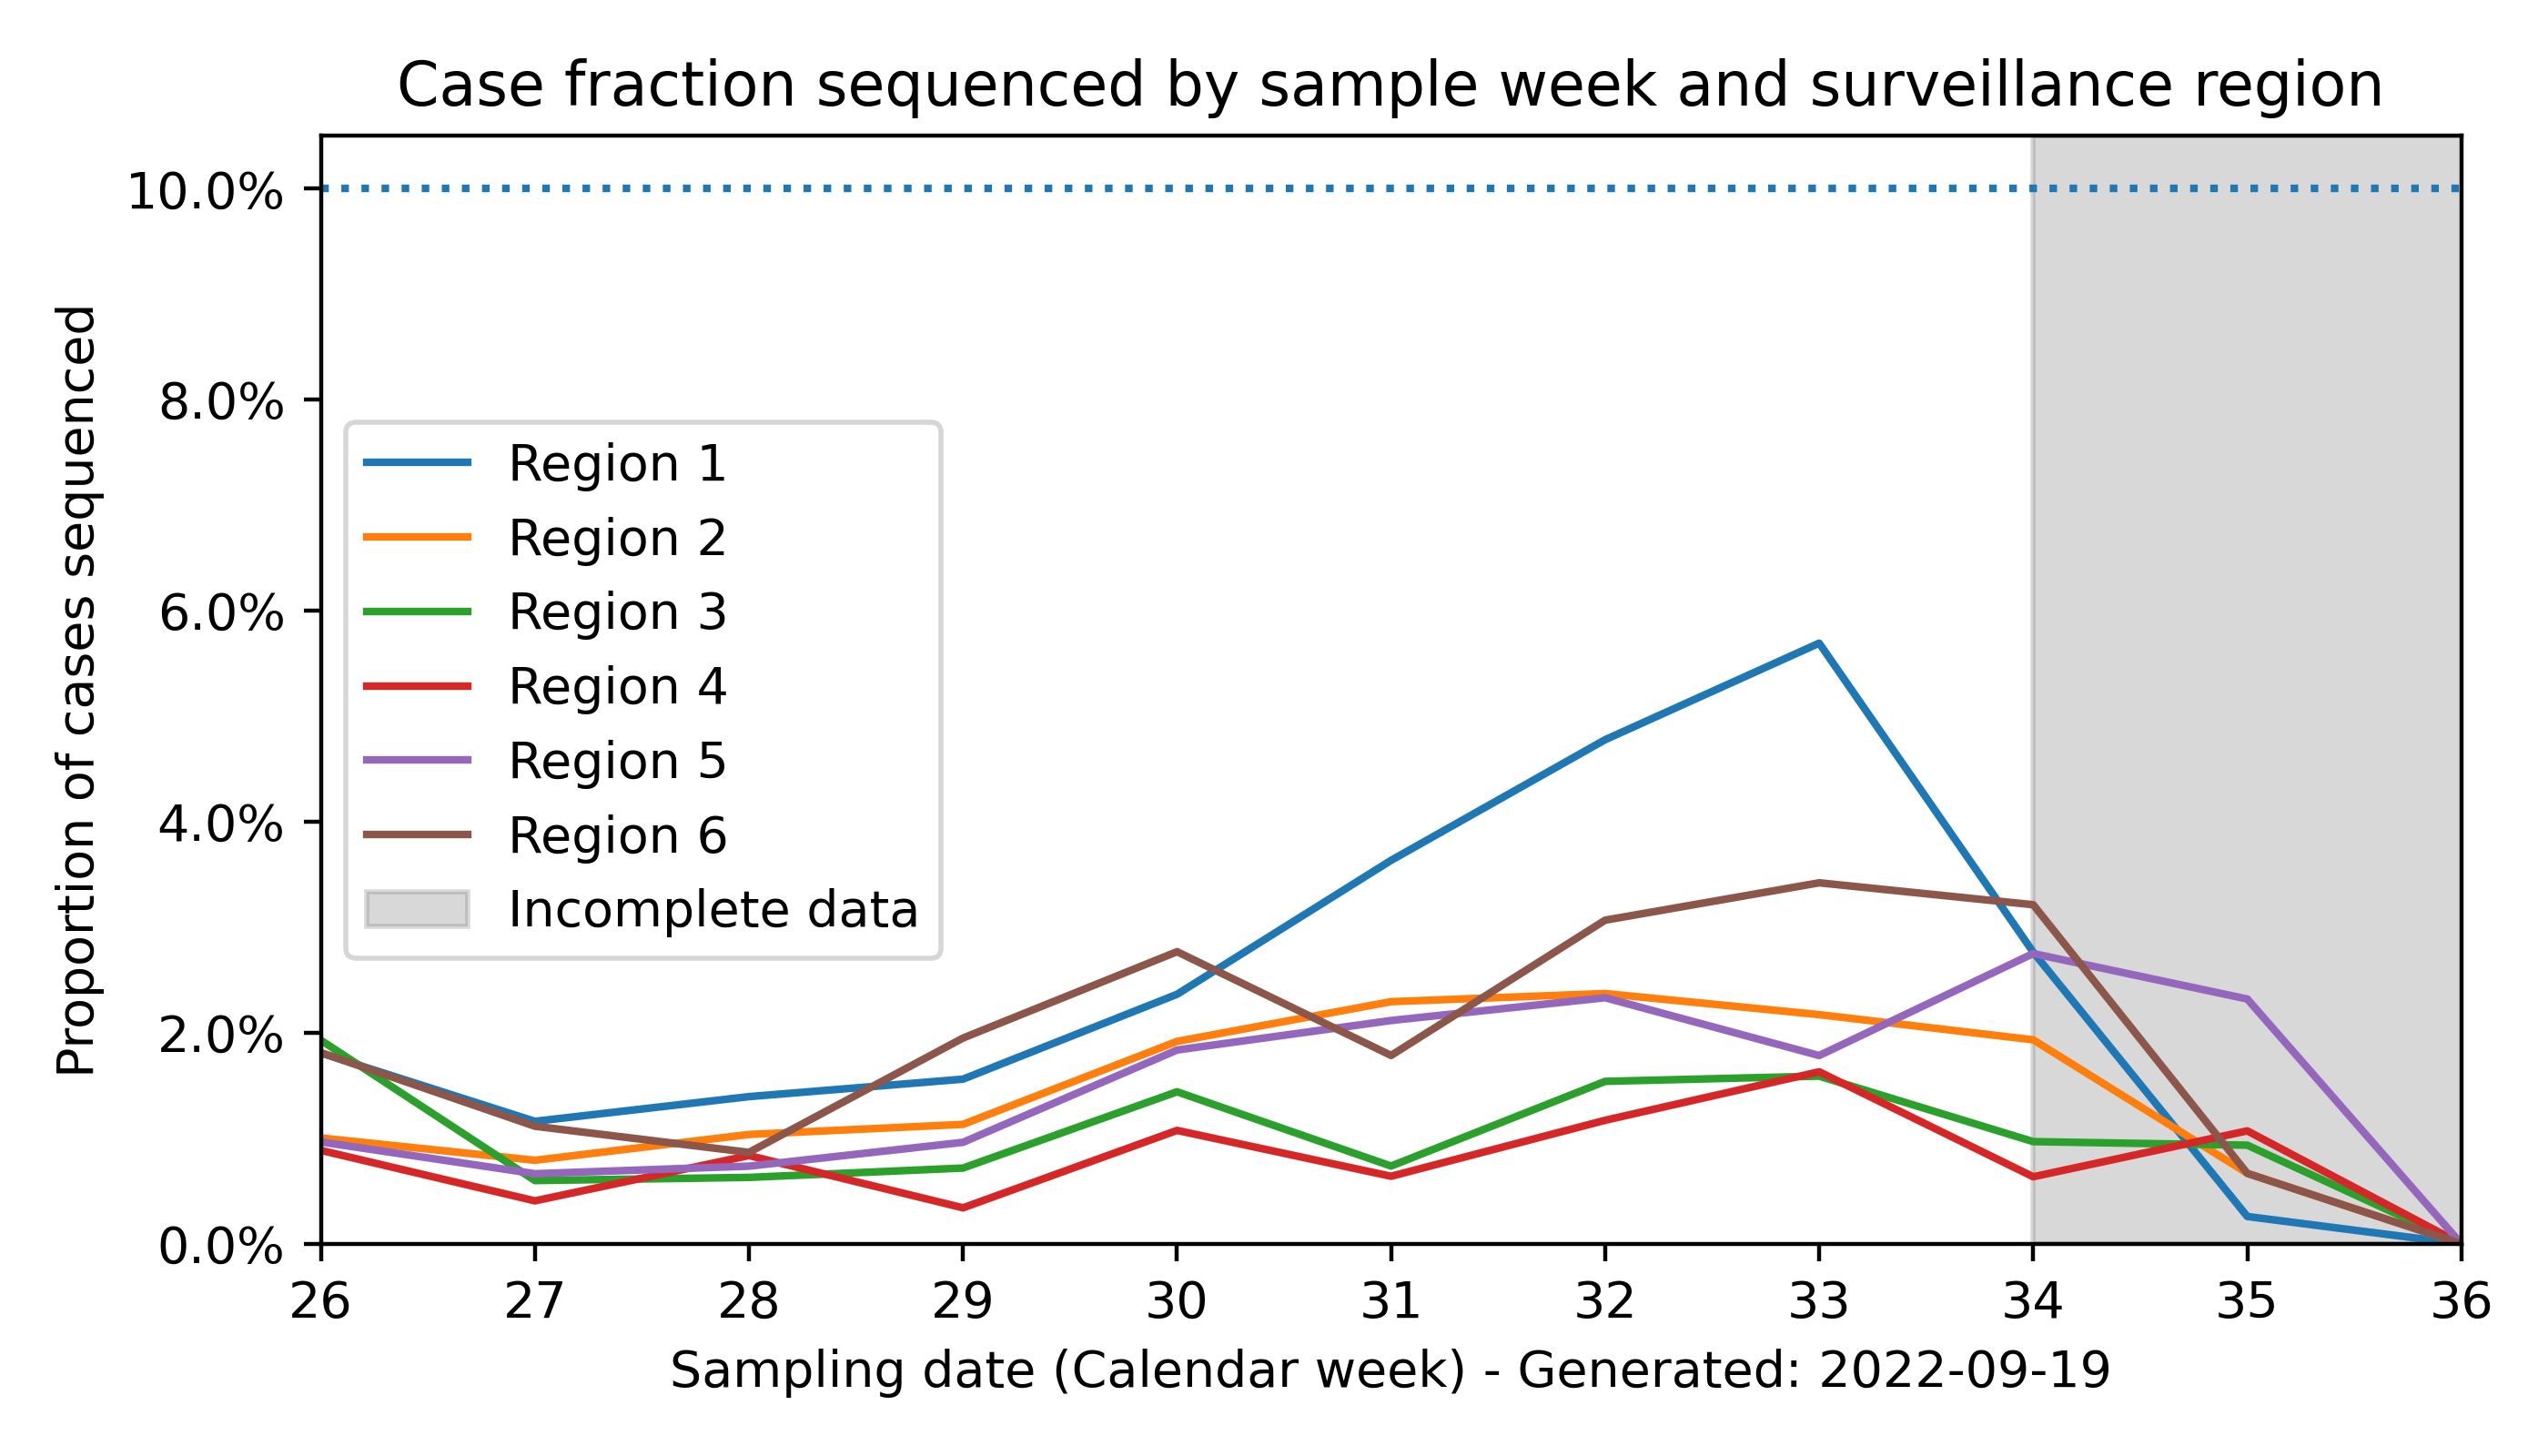 Case fraction sequenced by sample week and surveillance region
Proportion of cases sequenced
10.0%
8.0%
6.0%
4.0%
2.0%
0.0%
Region 1
Region 2
Region 3
Region 4
Region 5
Region 6
Incomplete data
26 27 28 29 30 31 32 33 34 35 36
Sampling date (Calendar week) - Generated: 2022-09-19